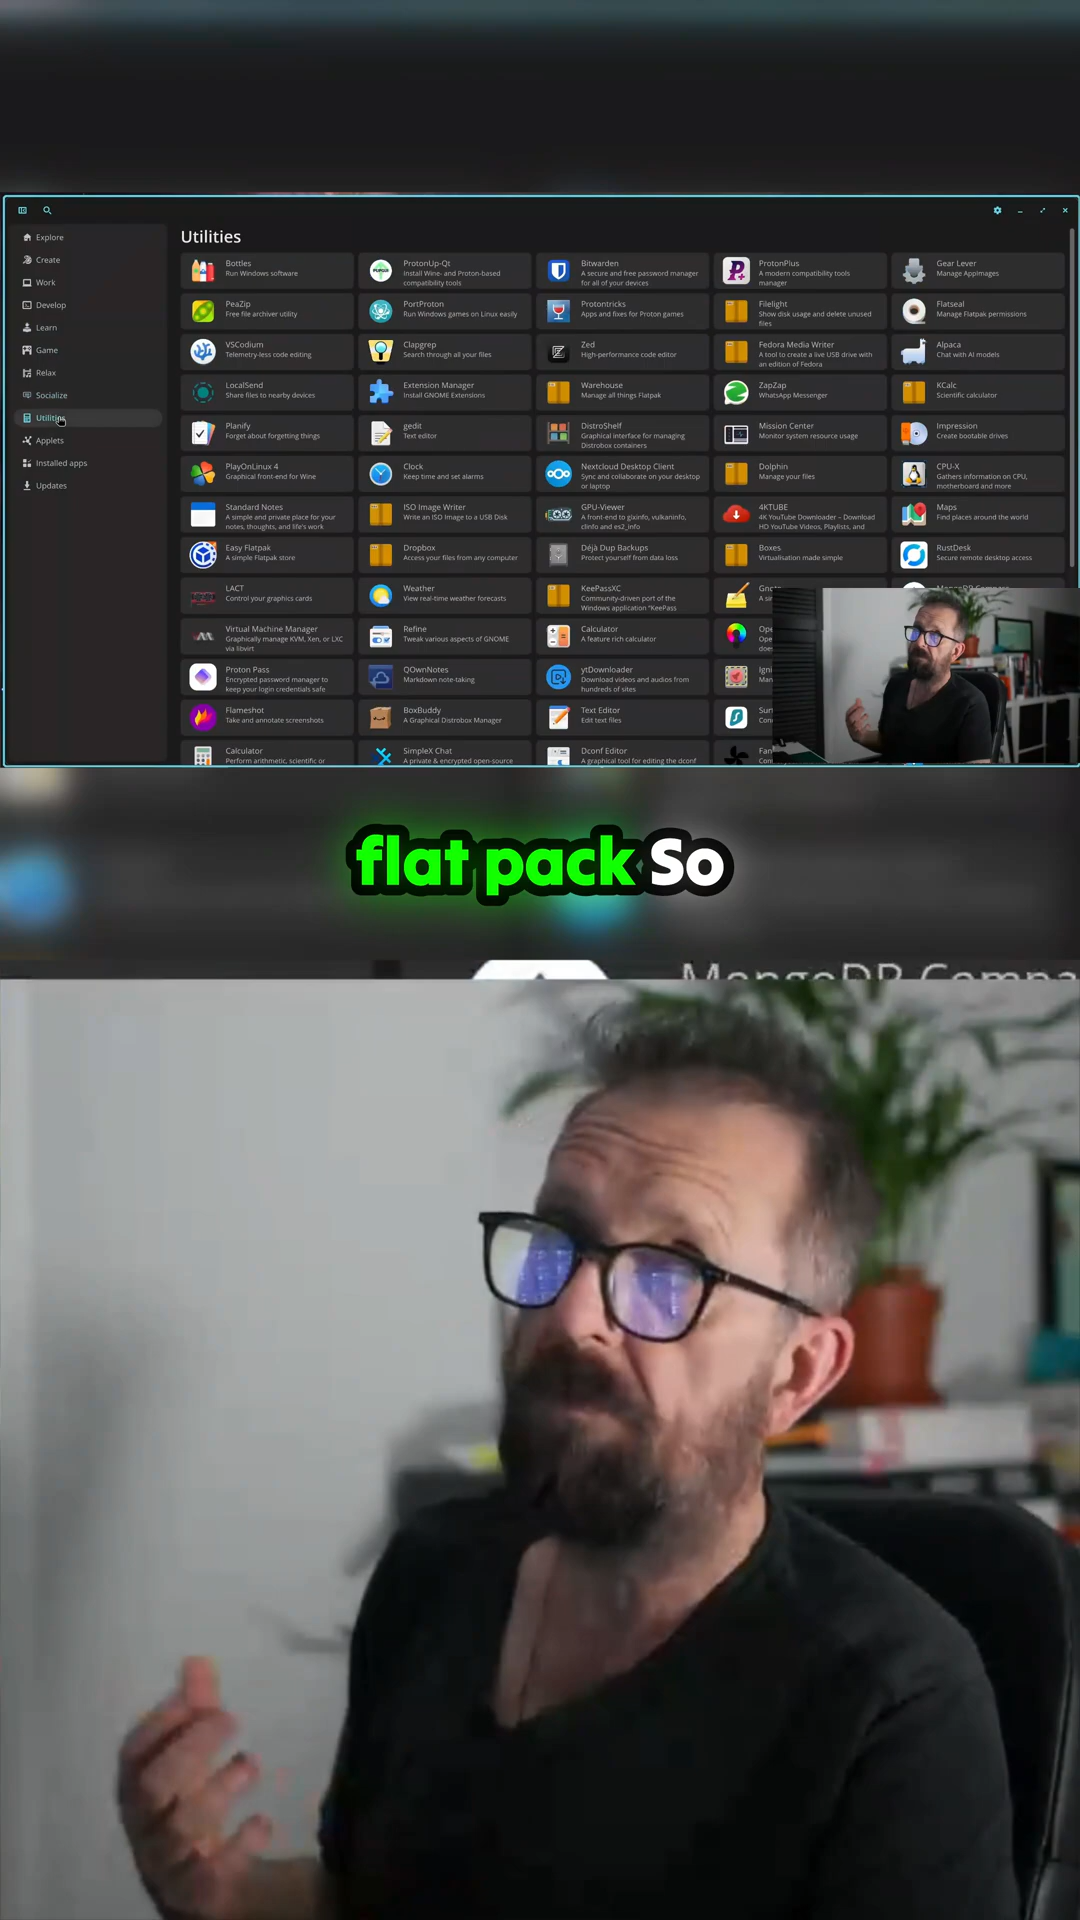 Explore
Create
Work
Develop
Learn
Game
Relax
Socialize
Utilities
Applets
Installed apps
Updates
Utilities
Bottles
Run Windows software
ProtonUp-Qt
Install Wine- and Proton-based
compatibility tools
Bitwarden
A secure and free password manager
for all of your devices
ProtonPlus
A modern compatibility tools
manager
Gear Lever
Manage AppImages
PeaZip
Free file archiver utility
PortProton
Run Windows games on Linux easily
Protontricks
Apps and fixes for Proton games
Filelight
Show disk usage and delete unused
files
Flatseal
Manage Flatpak permissions
VSCodium
Telemetry-less code editing
Clapgrep
Search through all your files
Zed
High-performance code editor
Fedora Media Writer
A tool to create a live USB drive with
an edition of Fedora
Alpaca
Chat with AI models
LocalSend
Share files to nearby devices
Extension Manager
Install GNOME Extensions
Warehouse
Manage all things Flatpak
ZapZap
WhatsApp Messenger
KCalc
Scientific calculator
Planify
Forget about forgetting things
gedit
Text editor
DistroShelf
Graphical interface for managing
Distrobox containers
Mission Center
Monitor system resource usage
Impression
Create bootable drives
PlayOnLinux 4
Graphical front-end for Wine
Clock
Keep time and set alarms
Nextcloud Desktop Client
Sync and collaborate on your desktop
or laptop
Dolphin
Manage your files
CPU-X
Gathers information on CPU,
motherboard and more
Standard Notes
A simple and private place for your
notes, thoughts, and life's work
ISO Image Writer
Write an ISO Image to a USB Disk
GPU-Viewer
A front-end to glxinfo, vulkaninfo,
clinfo and es2_info
4KTUBE
4K YouTube Downloader – Download
HD YouTube Videos, Playlists, and
Maps
Find places around the world
Easy Flatpak
A simple Flatpak store
Dropbox
Access your files from any computer
Déjà Dup Backups
Protect yourself from data loss
Boxes
Virtualisation made simple
RustDesk
Secure remote desktop access
LACT
Control your graphics cards
Weather
View real-time weather forecasts
KeePassXC
Community-driven port of the
Windows application "KeePass
Virtual Machine Manager
Graphically manage KVM, Xen, or LXC
via libvirt
Refine
Tweak various aspects of GNOME
Calculator
A feature rich calculator
Proton Pass
Encrypted password manager to
keep your login credentials safe
QOwnNotes
Markdown note-taking
ytDownloader
Download videos and audios from
hundreds of sites
Flameshot
Take and annotate screenshots
BoxBuddy
A Graphical Distrobox Manager
Text Editor
Edit text files
Calculator
Perform arithmetic, scientific or
SimpleX Chat
A private & encrypted open-source
Dconf Editor
A graphical tool for editing the dconf
flat pack So
MongoDB Compa